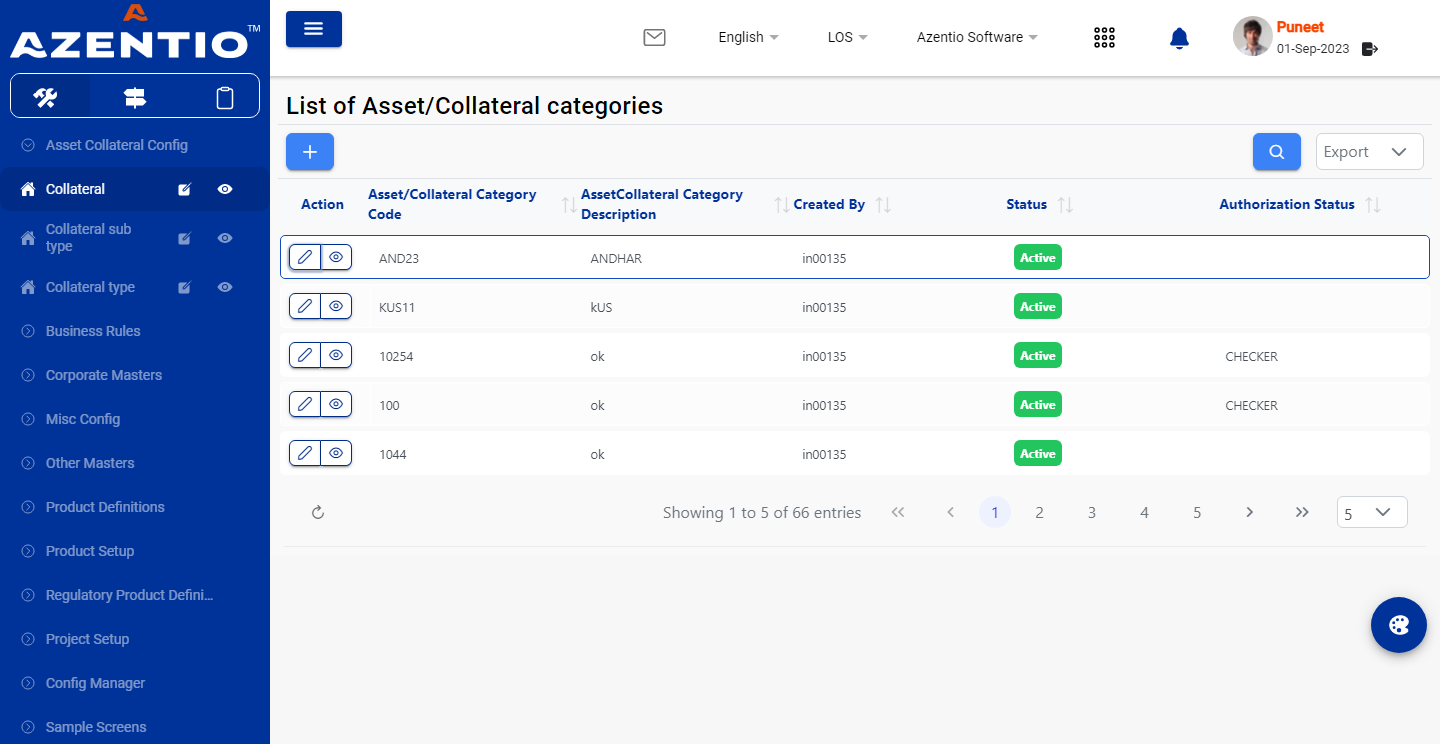 AZENTIO™
English
LOS
Azentio Software
Puneet
01-Sep-2023
Asset Collateral Config
Collateral
Collateral sub
type
Collateral type
Business Rules
Corporate Masters
Misc Config
Other Masters
Product Definitions
Product Setup
Regulatory Product Defini...
Project Setup
Config Manager
Sample Screens
List of Asset/Collateral categories
Export
Action
Asset/Collateral Category
Code
AssetCollateral Category
Description
Created By
Status
Authorization Status
AND23 ANDHAR in00135 Active
KUS11 kUS in00135 Active
10254 ok in00135 Active CHECKER
100 ok in00135 Active CHECKER
1044 ok in00135 Active
Showing 1 to 5 of 66 entries 1 2 3 4 5 5